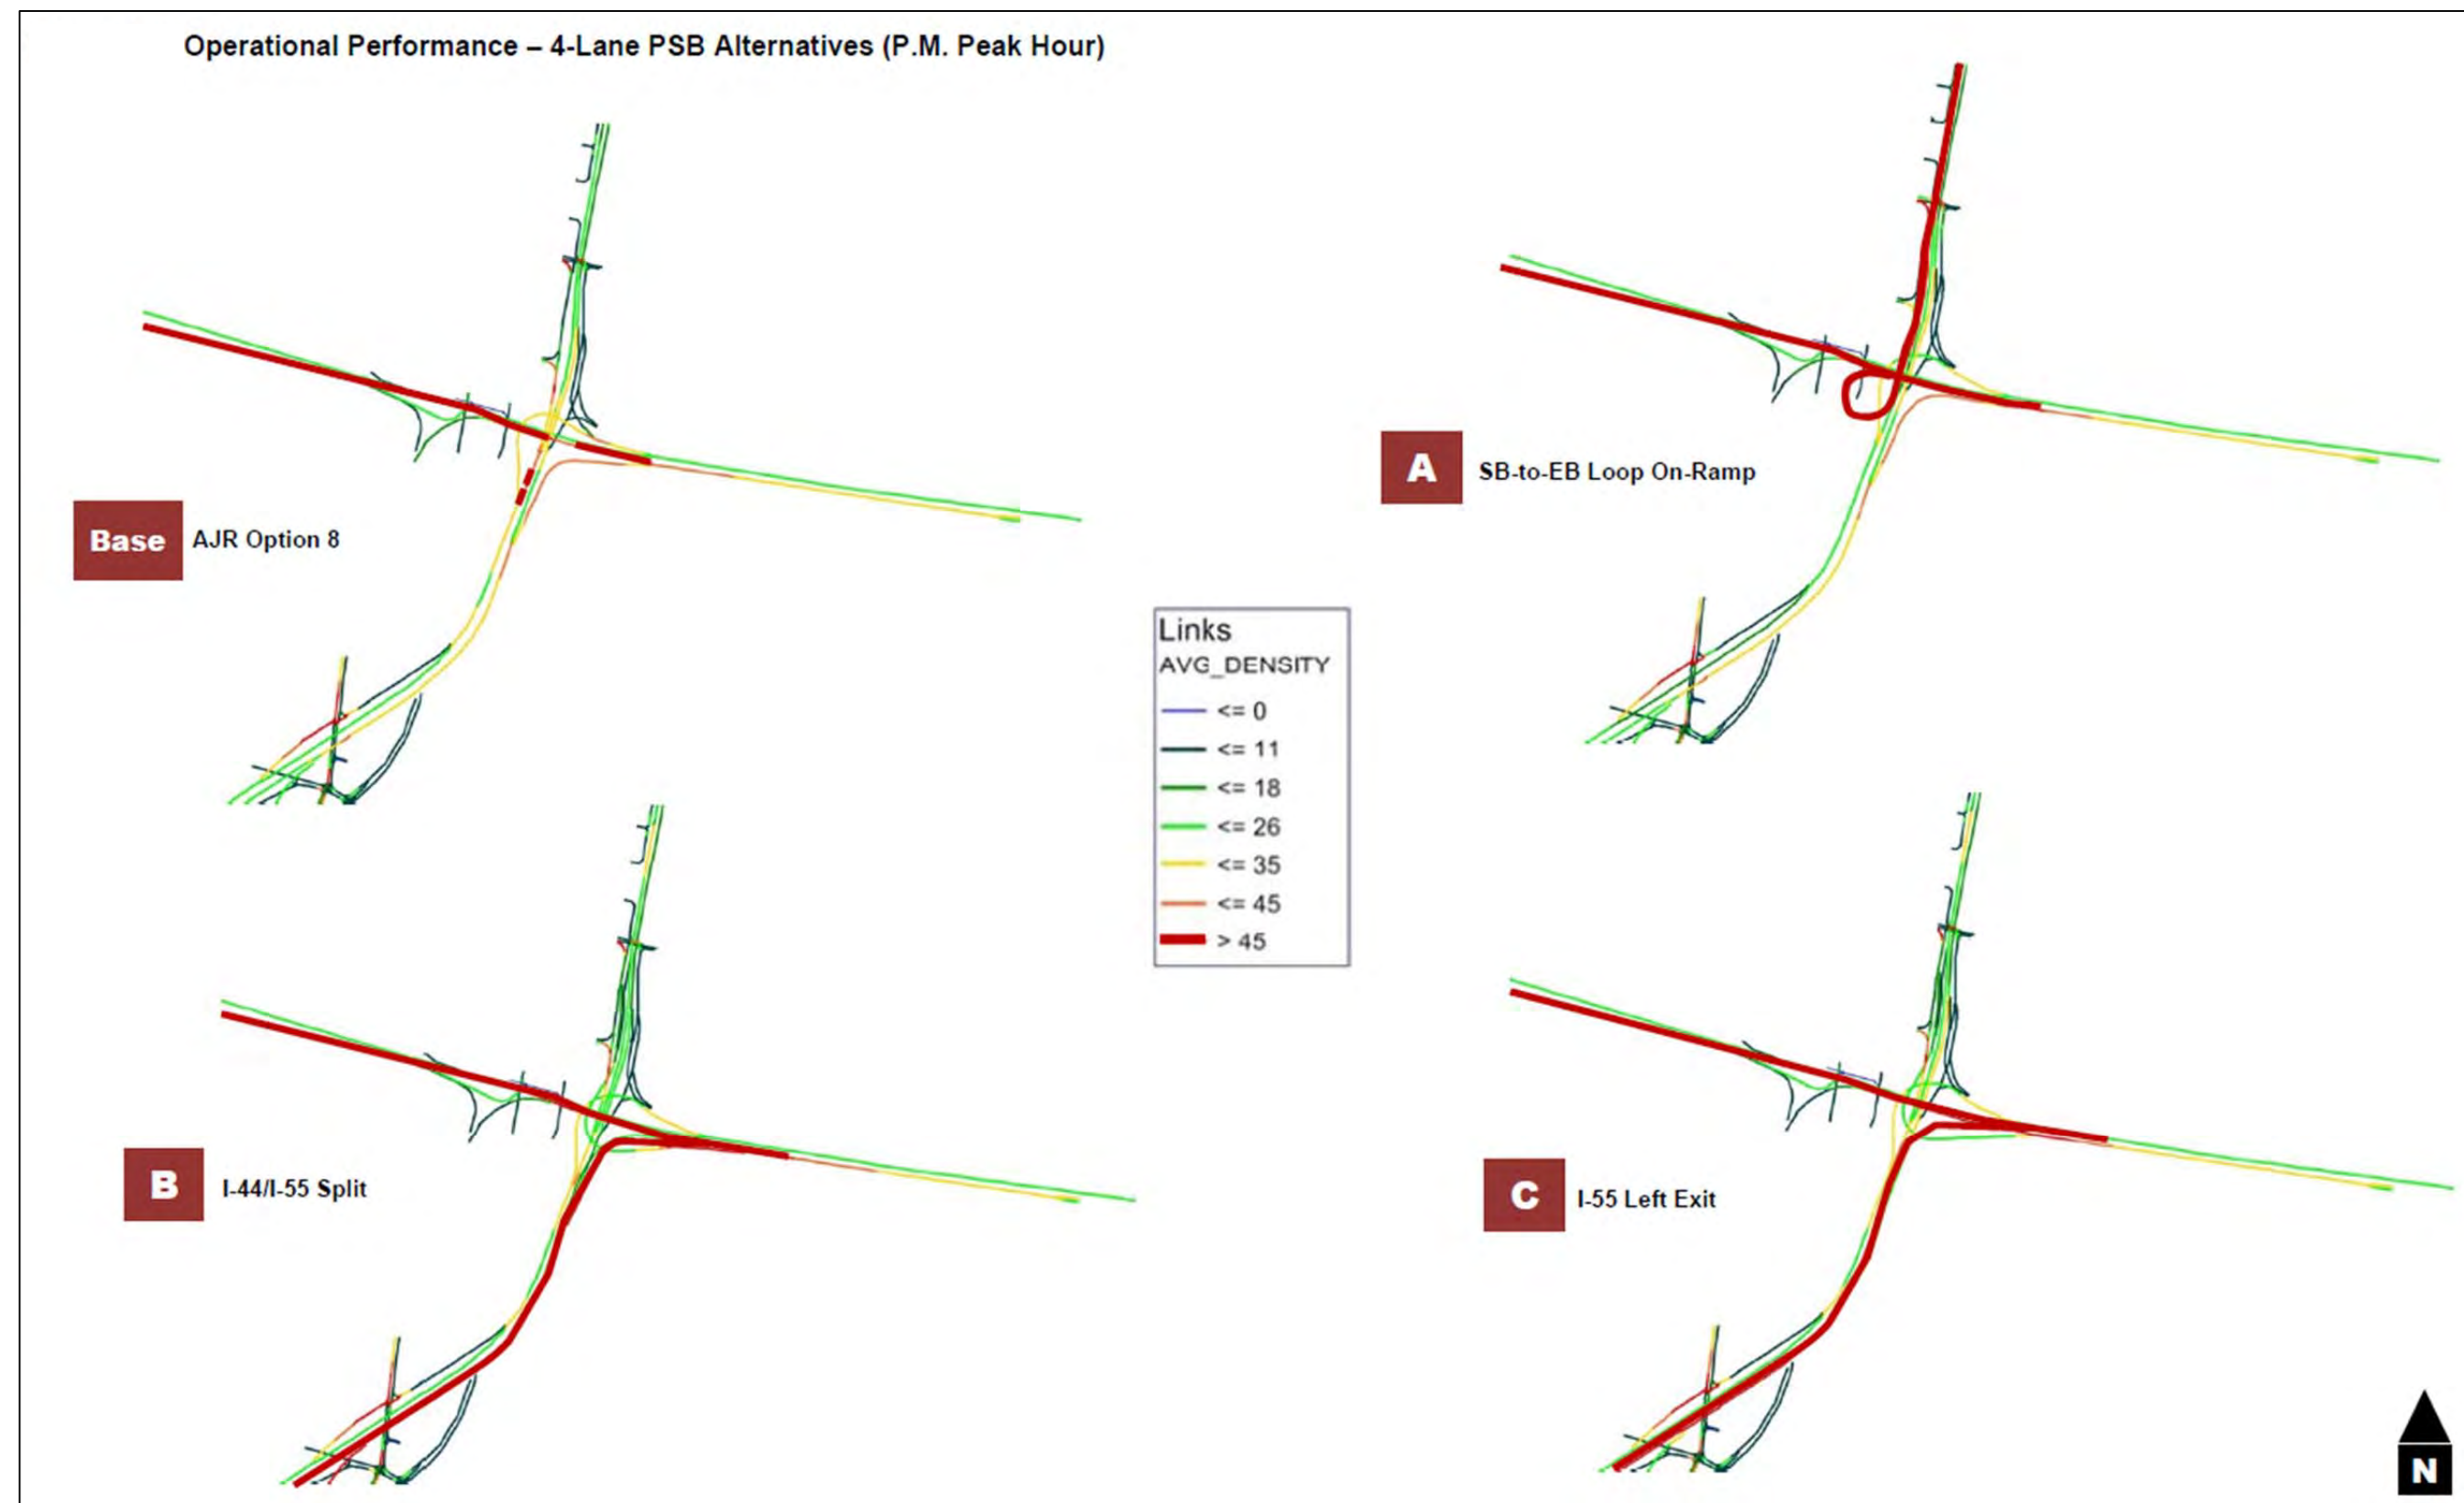 Operational Performance – 4-Lane PSB Alternatives (P.M. Peak Hour)
Base AJR Option 8
A SB-to-EB Loop On-Ramp
Links
AVG_DENSITY
<= 0
<= 11
<= 18
<= 26
<= 35
<= 45
> 45
B I-44/I-55 Split
C I-55 Left Exit
N